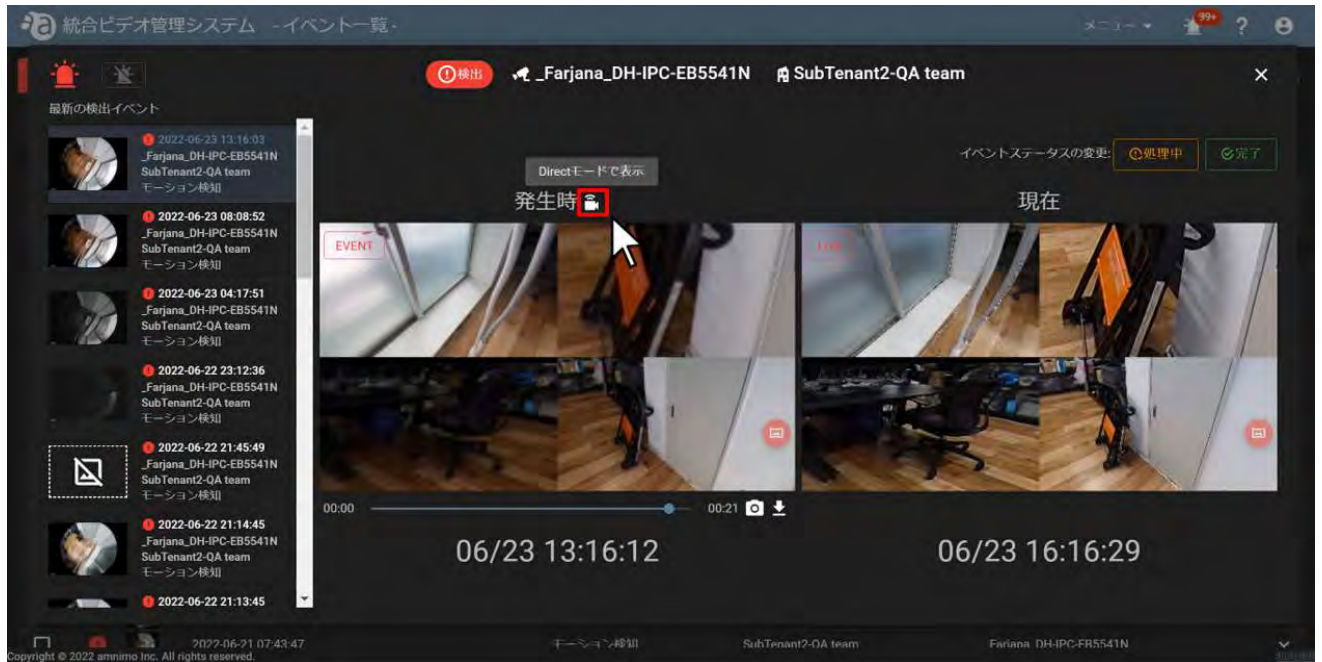 統合ビデオ管理システム - イベント一覧 -
メニュー
99+
?
検出
_Farjana_DH-IPC-EB5541N
SubTenant2-QA team
最新の検出イベント
2022-06-23 13:16:03
_Farjana_DH-IPC-EB5541N
SubTenant2-QA team
モーション検知
2022-06-23 08:08:52
_Farjana_DH-IPC-EB5541N
SubTenant2-QA team
モーション検知
2022-06-23 04:17:51
_Farjana_DH-IPC-EB5541N
SubTenant2-QA team
モーション検知
2022-06-22 23:12:36
_Farjana_DH-IPC-EB5541N
SubTenant2-QA team
モーション検知
2022-06-22 21:45:49
_Farjana_DH-IPC-EB5541N
SubTenant2-QA team
モーション検知
2022-06-22 21:14:45
_Farjana_DH-IPC-EB5541N
SubTenant2-QA team
モーション検知
2022-06-22 21:13:45
イベントステータスの変更: 処理中 完了
Directモードで表示
発生時
現在
EVENT
LIVE
00:00
00:21
06/23 13:16:12
06/23 16:16:29
2022-06-21 07:43:47 モーション検知 SubTenant2-QA team Farjana_DH-IPC-EB5541N
Copyright © 2022 amnimo Inc. All rights reserved.